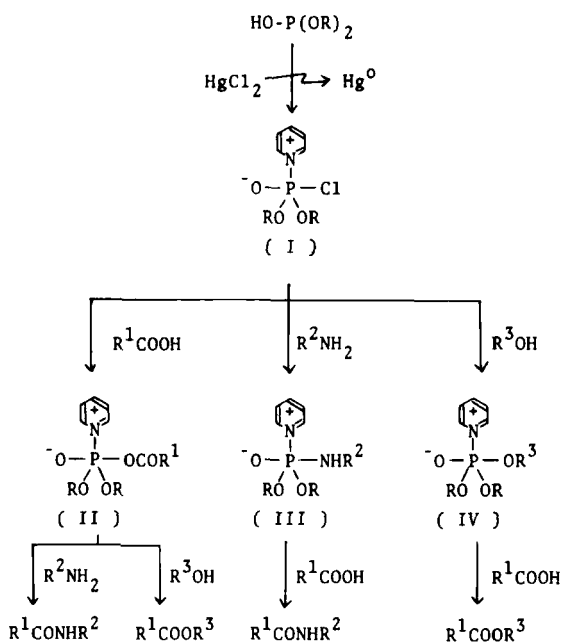 HO-P(OR)₂
HgCl₂ Hg⁰
+
N
⁻O-P-Cl
RO OR
( I )
R¹COOH R²NH₂ R³OH
+ + +
N N N
⁻O-P-OCOR¹ ⁻O-P-NHR² ⁻O-P-OR³
RO OR RO OR RO OR
( II ) ( III ) ( IV )
R²NH₂ R³OH R¹COOH R¹COOH
R¹CONHR² R¹COOR³ R¹CONHR² R¹COOR³